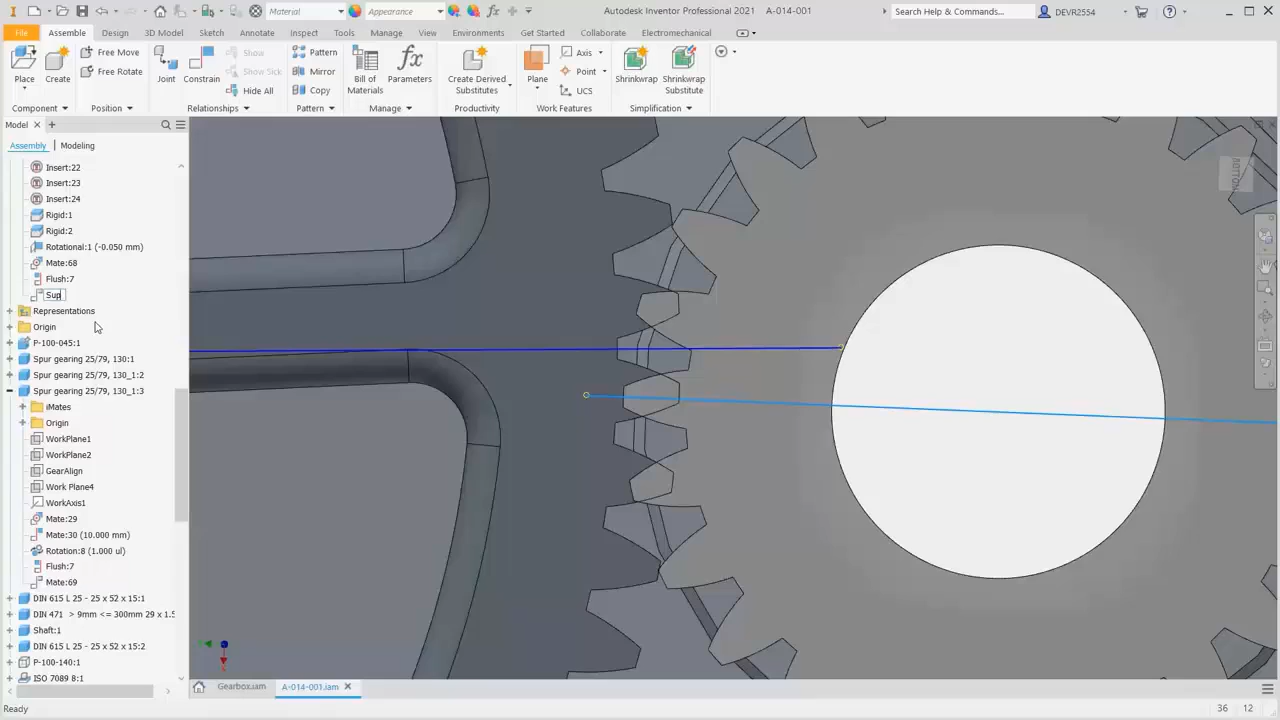 Material
Appearance
Autodesk Inventor Professional 2021 A-014-001
Search Help & Commands...
DEVR2554
File Assembly Design 3D Model Sketch Annotate Inspect Tools Manage View Environments Get Started Collaborate Electromechanical
Free Move Show Pattern Axis
Free Rotate Show Sick Mirror Point
Hide All Copy UCS
Place Create Joint Constrain Bill of Materials Parameters Create Derived Substitutes Plane Shrinkwrap Shrinkwrap Substitute
Component Position Relationships Pattern Manage Productivity Work Features Simplification
Model
Assembly Modeling
Insert:22
Insert:23
Insert:24
Rigid:1
Rigid:2
Rotational:1 (-0.050 mm)
Mate:68
Flush:7
Sup
Representations
Origin
P-100-045:1
Spur gearing 25/79, 130:1
Spur gearing 25/79, 130_1:2
Spur gearing 25/79, 130_1:3
iMates
Origin
WorkPlane1
WorkPlane2
GearAlign
Work Plane4
WorkAxis1
Mate:29
Mate:30 (10.000 mm)
Rotation:8 (1.000 ul)
Flush:7
Mate:69
DIN 615 L 25 - 25 x 52 x 15:1
DIN 471 > 9mm <= 300mm 29 x 1.5
Shaft:1
DIN 615 L 25 - 25 x 52 x 15:2
P-100-140:1
ISO 7089 8:1
BOTTOM
Gearbox.iam A-014-001.iam
Ready
36 12